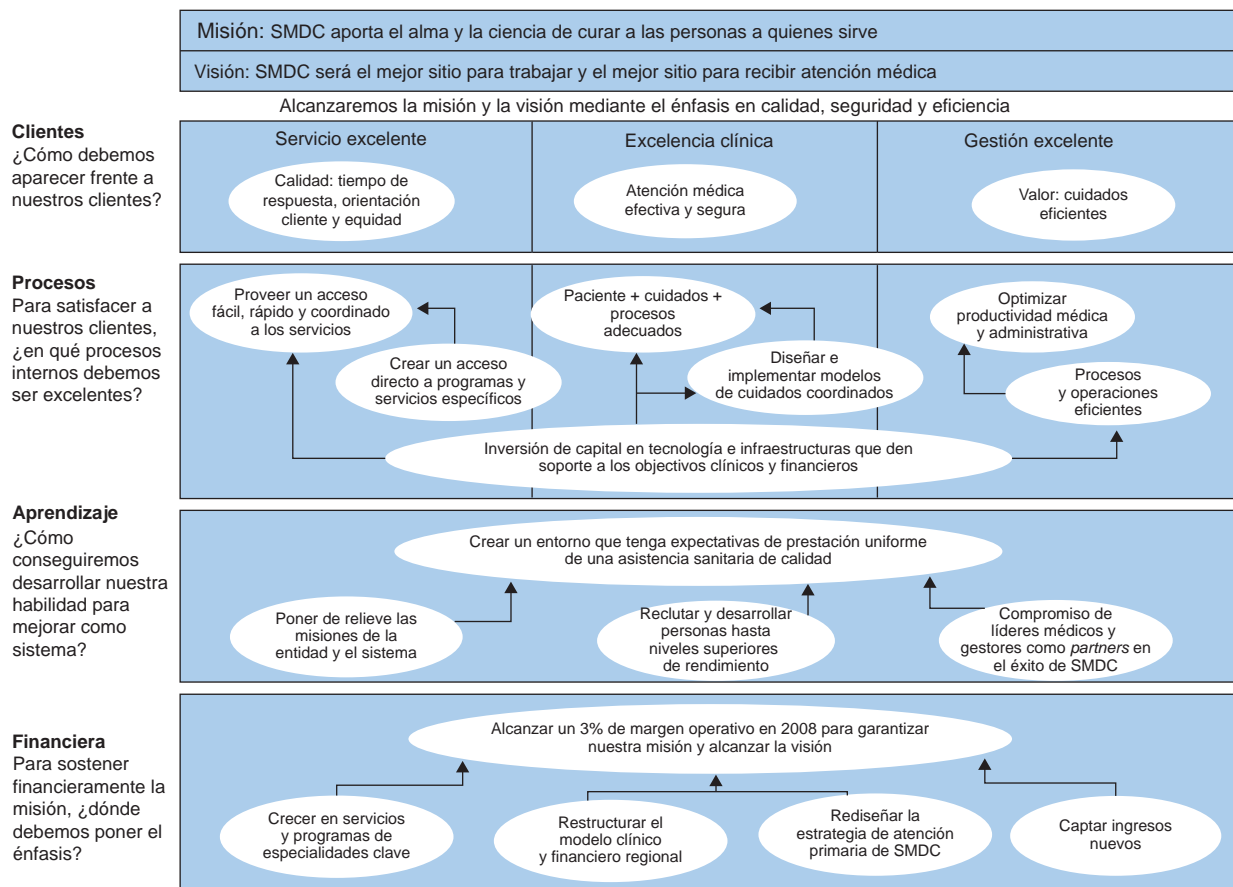 Misión: SMDC aporta el alma y la ciencia de curar a las personas a quienes sirve
Visión: SMDC será el mejor sitio para trabajar y el mejor sitio para recibir atención médica
Alcanzaremos la misión y la visión mediante el énfasis en calidad, seguridad y eficiencia
Clientes
¿Cómo debemos
aparecer frente a
nuestros clientes?
Servicio excelente
Calidad: tiempo de
respuesta, orientación
cliente y equidad
Excelencia clínica
Atención médica
efectiva y segura
Gestión excelente
Valor: cuidados
eficientes
Procesos
Para satisfacer a
nuestros clientes,
¿en qué procesos
internos debemos
ser excelentes?
Proveer un acceso
fácil, rápido y coordinado
a los servicios
Crear un acceso
directo a programas y
servicios específicos
Paciente + cuidados +
procesos
adecuados
Diseñar e
implementar modelos
de cuidados coordinados
Optimizar
productividad médica
y administrativa
Procesos
y operaciones
eficientes
Inversión de capital en tecnología e infraestructuras que den
soporte a los objetivos clínicos y financieros
Aprendizaje
¿Cómo
conseguiremos
desarrollar nuestra
habilidad para
mejorar como
sistema?
Crear un entorno que tenga expectativas de prestación uniforme
de una asistencia sanitaria de calidad
Poner de relieve las
misiones de la
entidad y el sistema
Reclutar y desarrollar
personas hasta
niveles superiores
de rendimiento
Compromiso de
líderes médicos y
gestores como partners en
el éxito de SMDC
Financiera
Para sostener
financieramente la
misión, ¿dónde
debemos poner el
énfasis?
Alcanzar un 3% de margen operativo en 2008 para garantizar
nuestra misión y alcanzar la visión
Crecer en servicios
y programas de
especialidades clave
Restructurar el
modelo clínico
y financiero regional
Rediseñar la
estrategia de atención
primaria de SMDC
Captar ingresos
nuevos